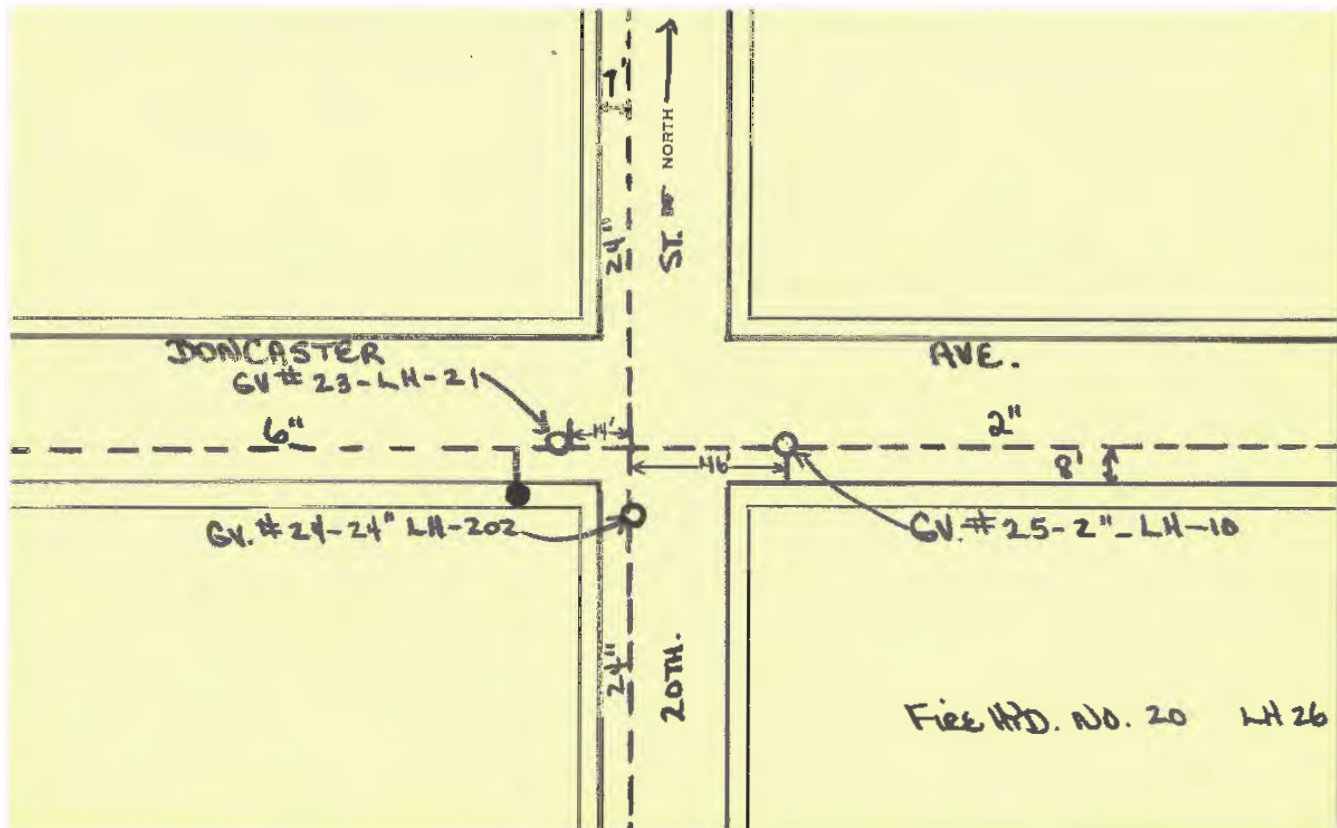 7'
NORTH
ST.
24"
DONCASTER
AVE.
GV# 23-LH-21
6"
14'
2"
46'
8'
GV.# 24-24" LH-202
GV.# 25-2"-LH-10
24"
20TH.
Fire HYD. NO. 20 LH 26